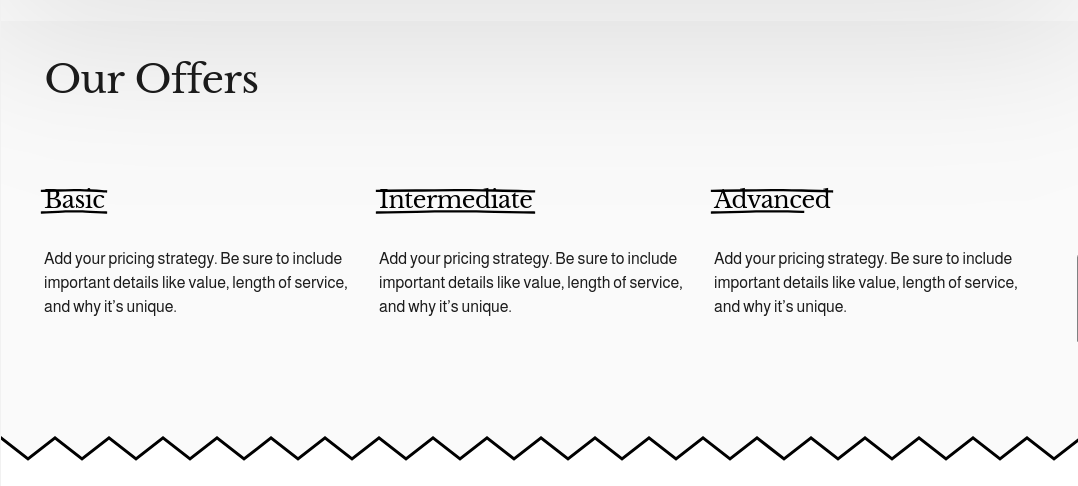 Our Offers
Basic
Add your pricing strategy. Be sure to include
important details like value, length of service,
and why it’s unique.
Intermediate
Add your pricing strategy. Be sure to include
important details like value, length of service,
and why it’s unique.
Advanced
Add your pricing strategy. Be sure to include
important details like value, length of service,
and why it’s unique.